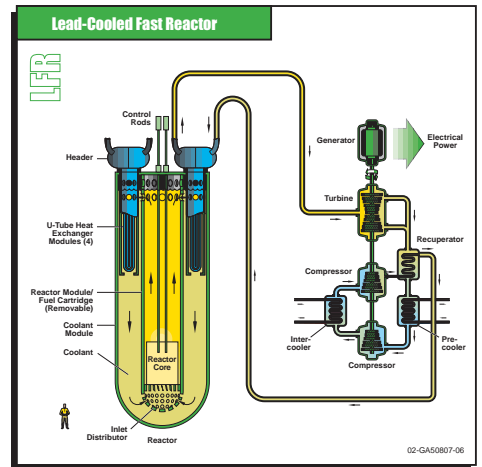 Lead-Cooled Fast Reactor
LFR
Control
Rods
Header
U-Tube Heat
Exchanger
Modules (4)
Reactor Module/
Fuel Cartridge
(Removable)
Coolant
Module
Coolant
Reactor
Core
Inlet
Distributor
Reactor
Generator
Electrical
Power
Turbine
Recuperator
Compressor
Inter-
cooler
Pre-
cooler
Compressor
02-GA50807-06